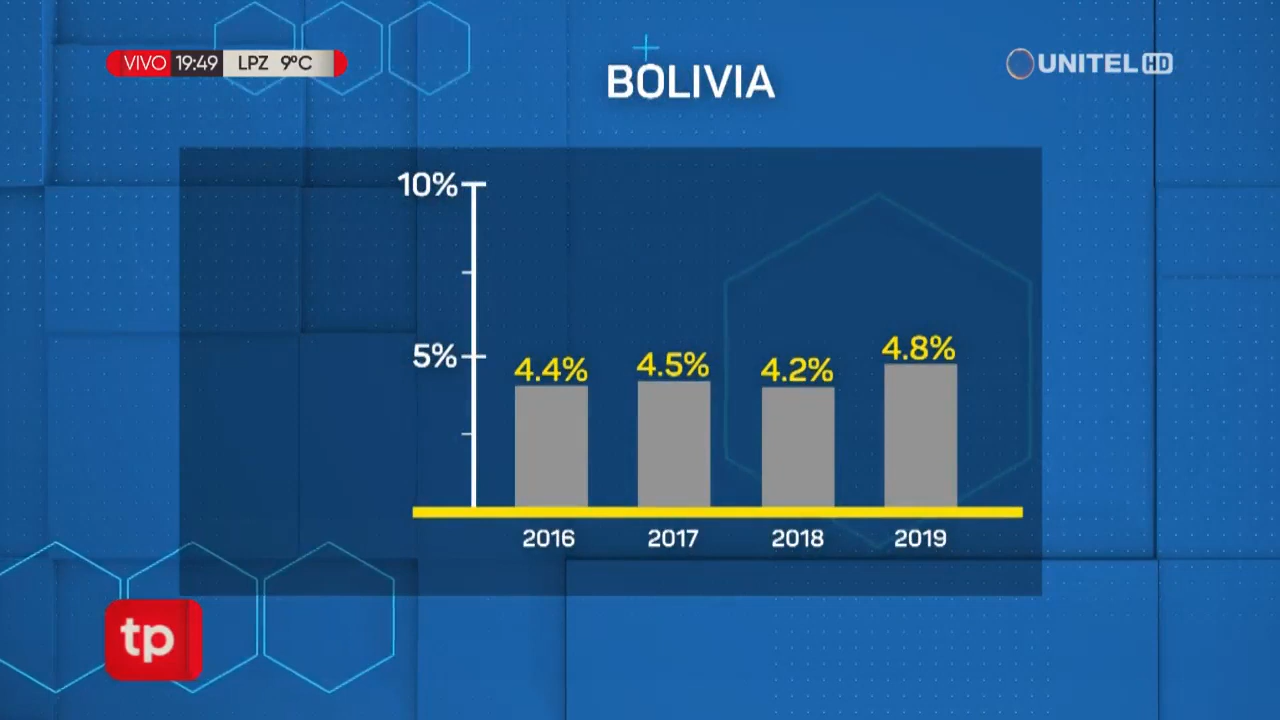 VIVO 19:49 LPZ 9°C
UNITEL HD
BOLIVIA
10%
5%
4.4% 4.5% 4.2% 4.8%
2016 2017 2018 2019
tp